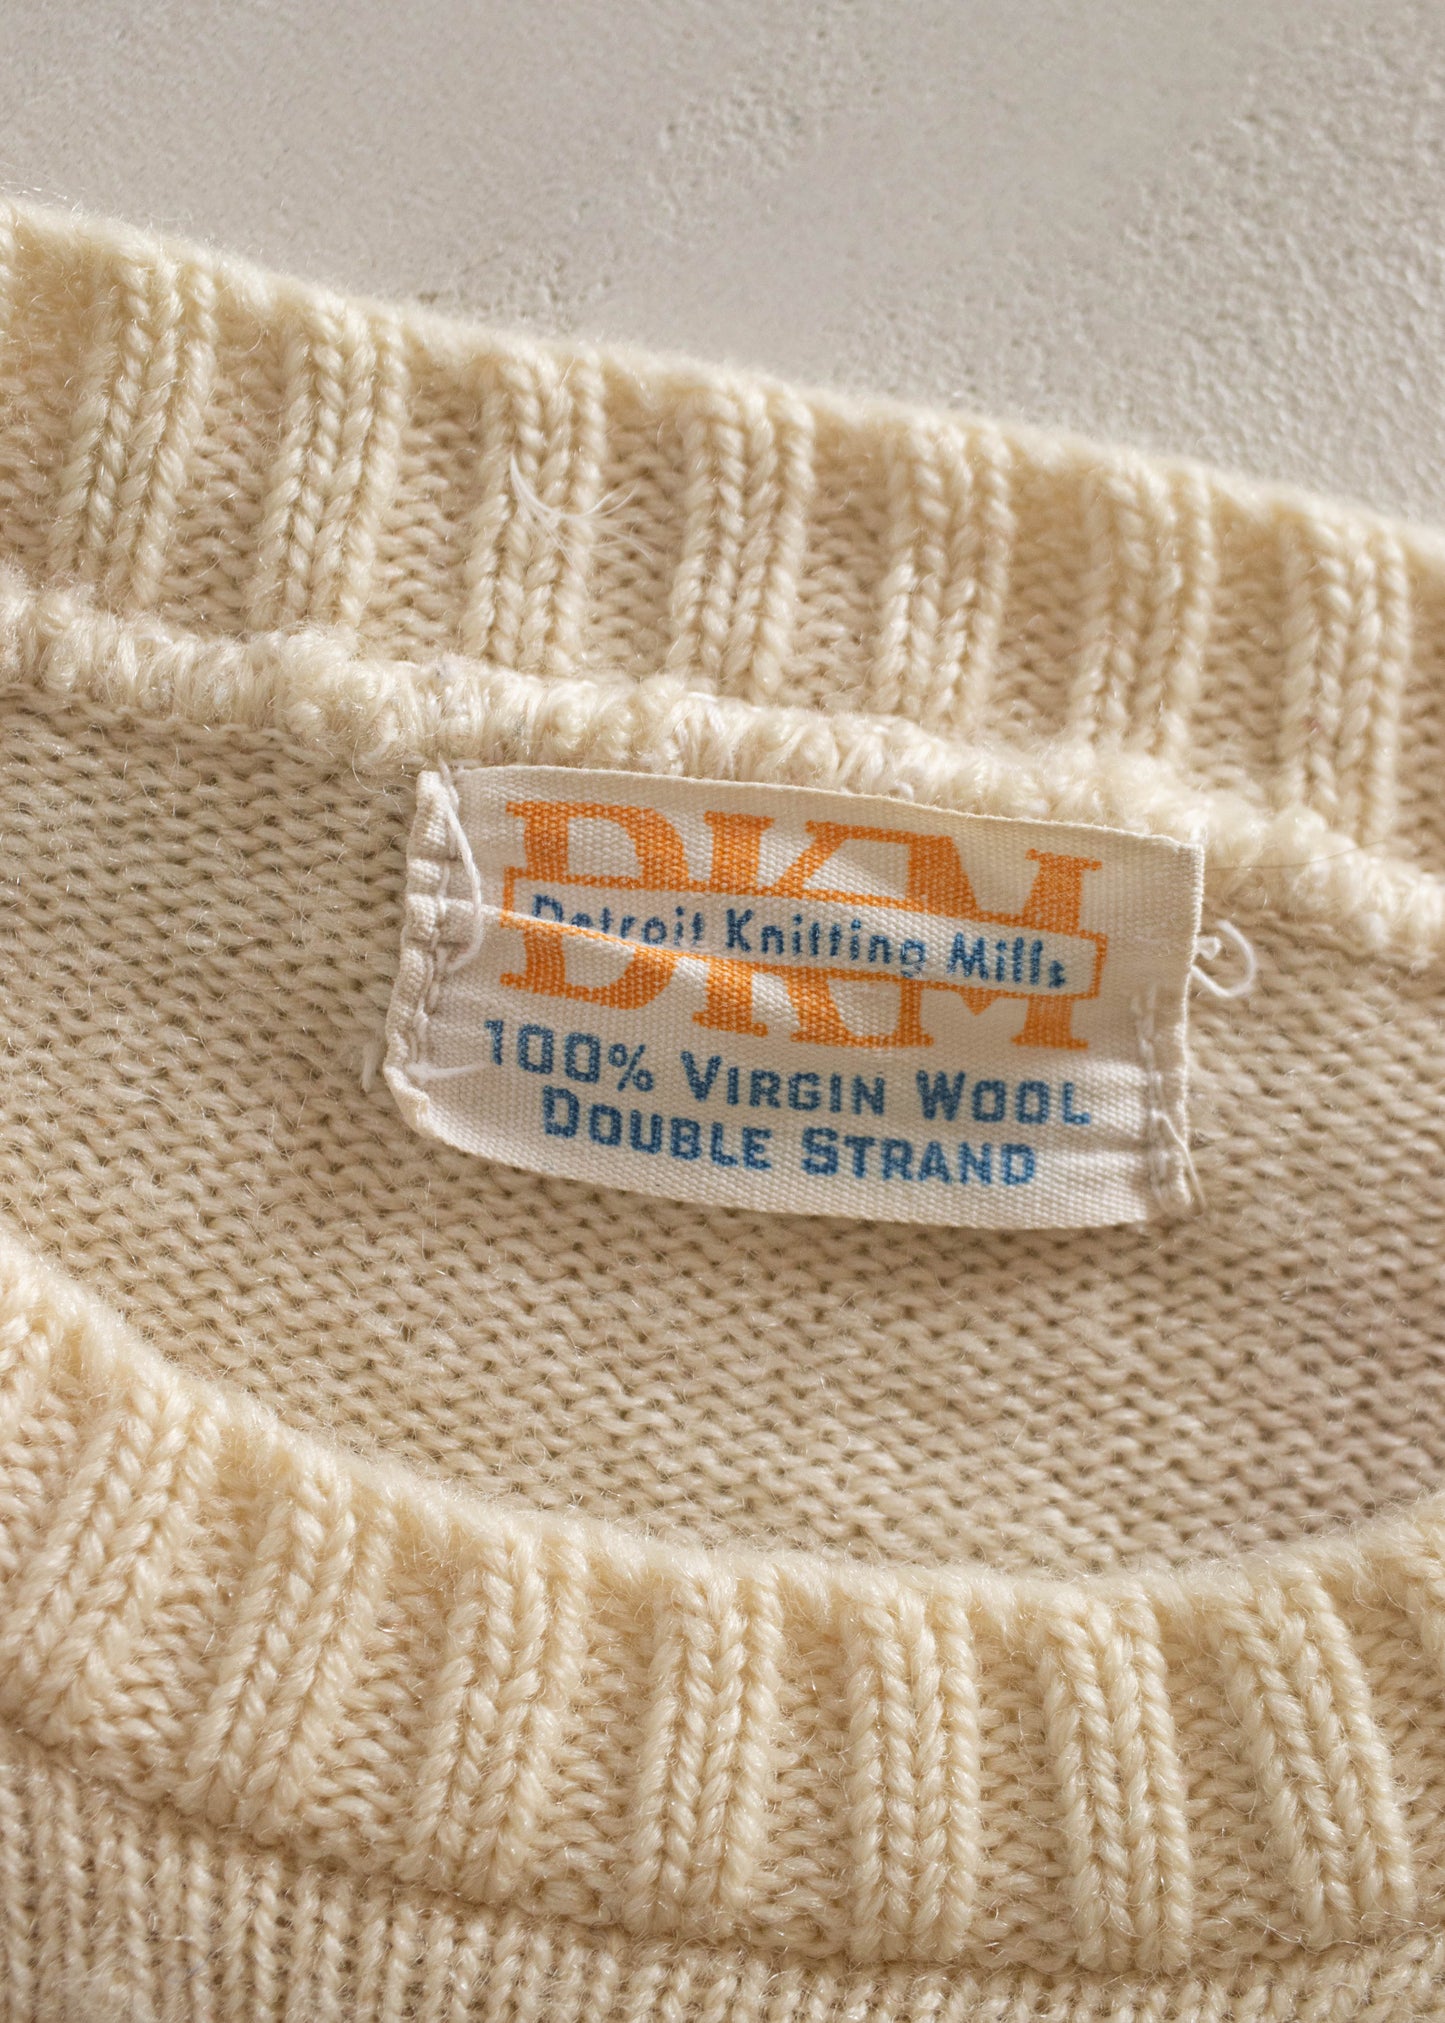 DKM
Detroit Knitting Mills
100% VIRGIN WOOL
DOUBLE STRAND